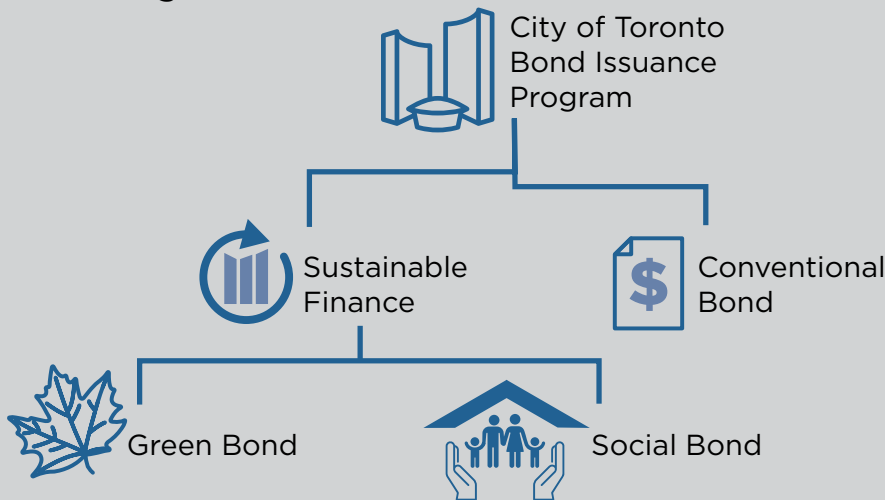 City of Toronto
Bond Issuance
Program
Sustainable
Finance
$
Conventional
Bond
Green Bond
Social Bond